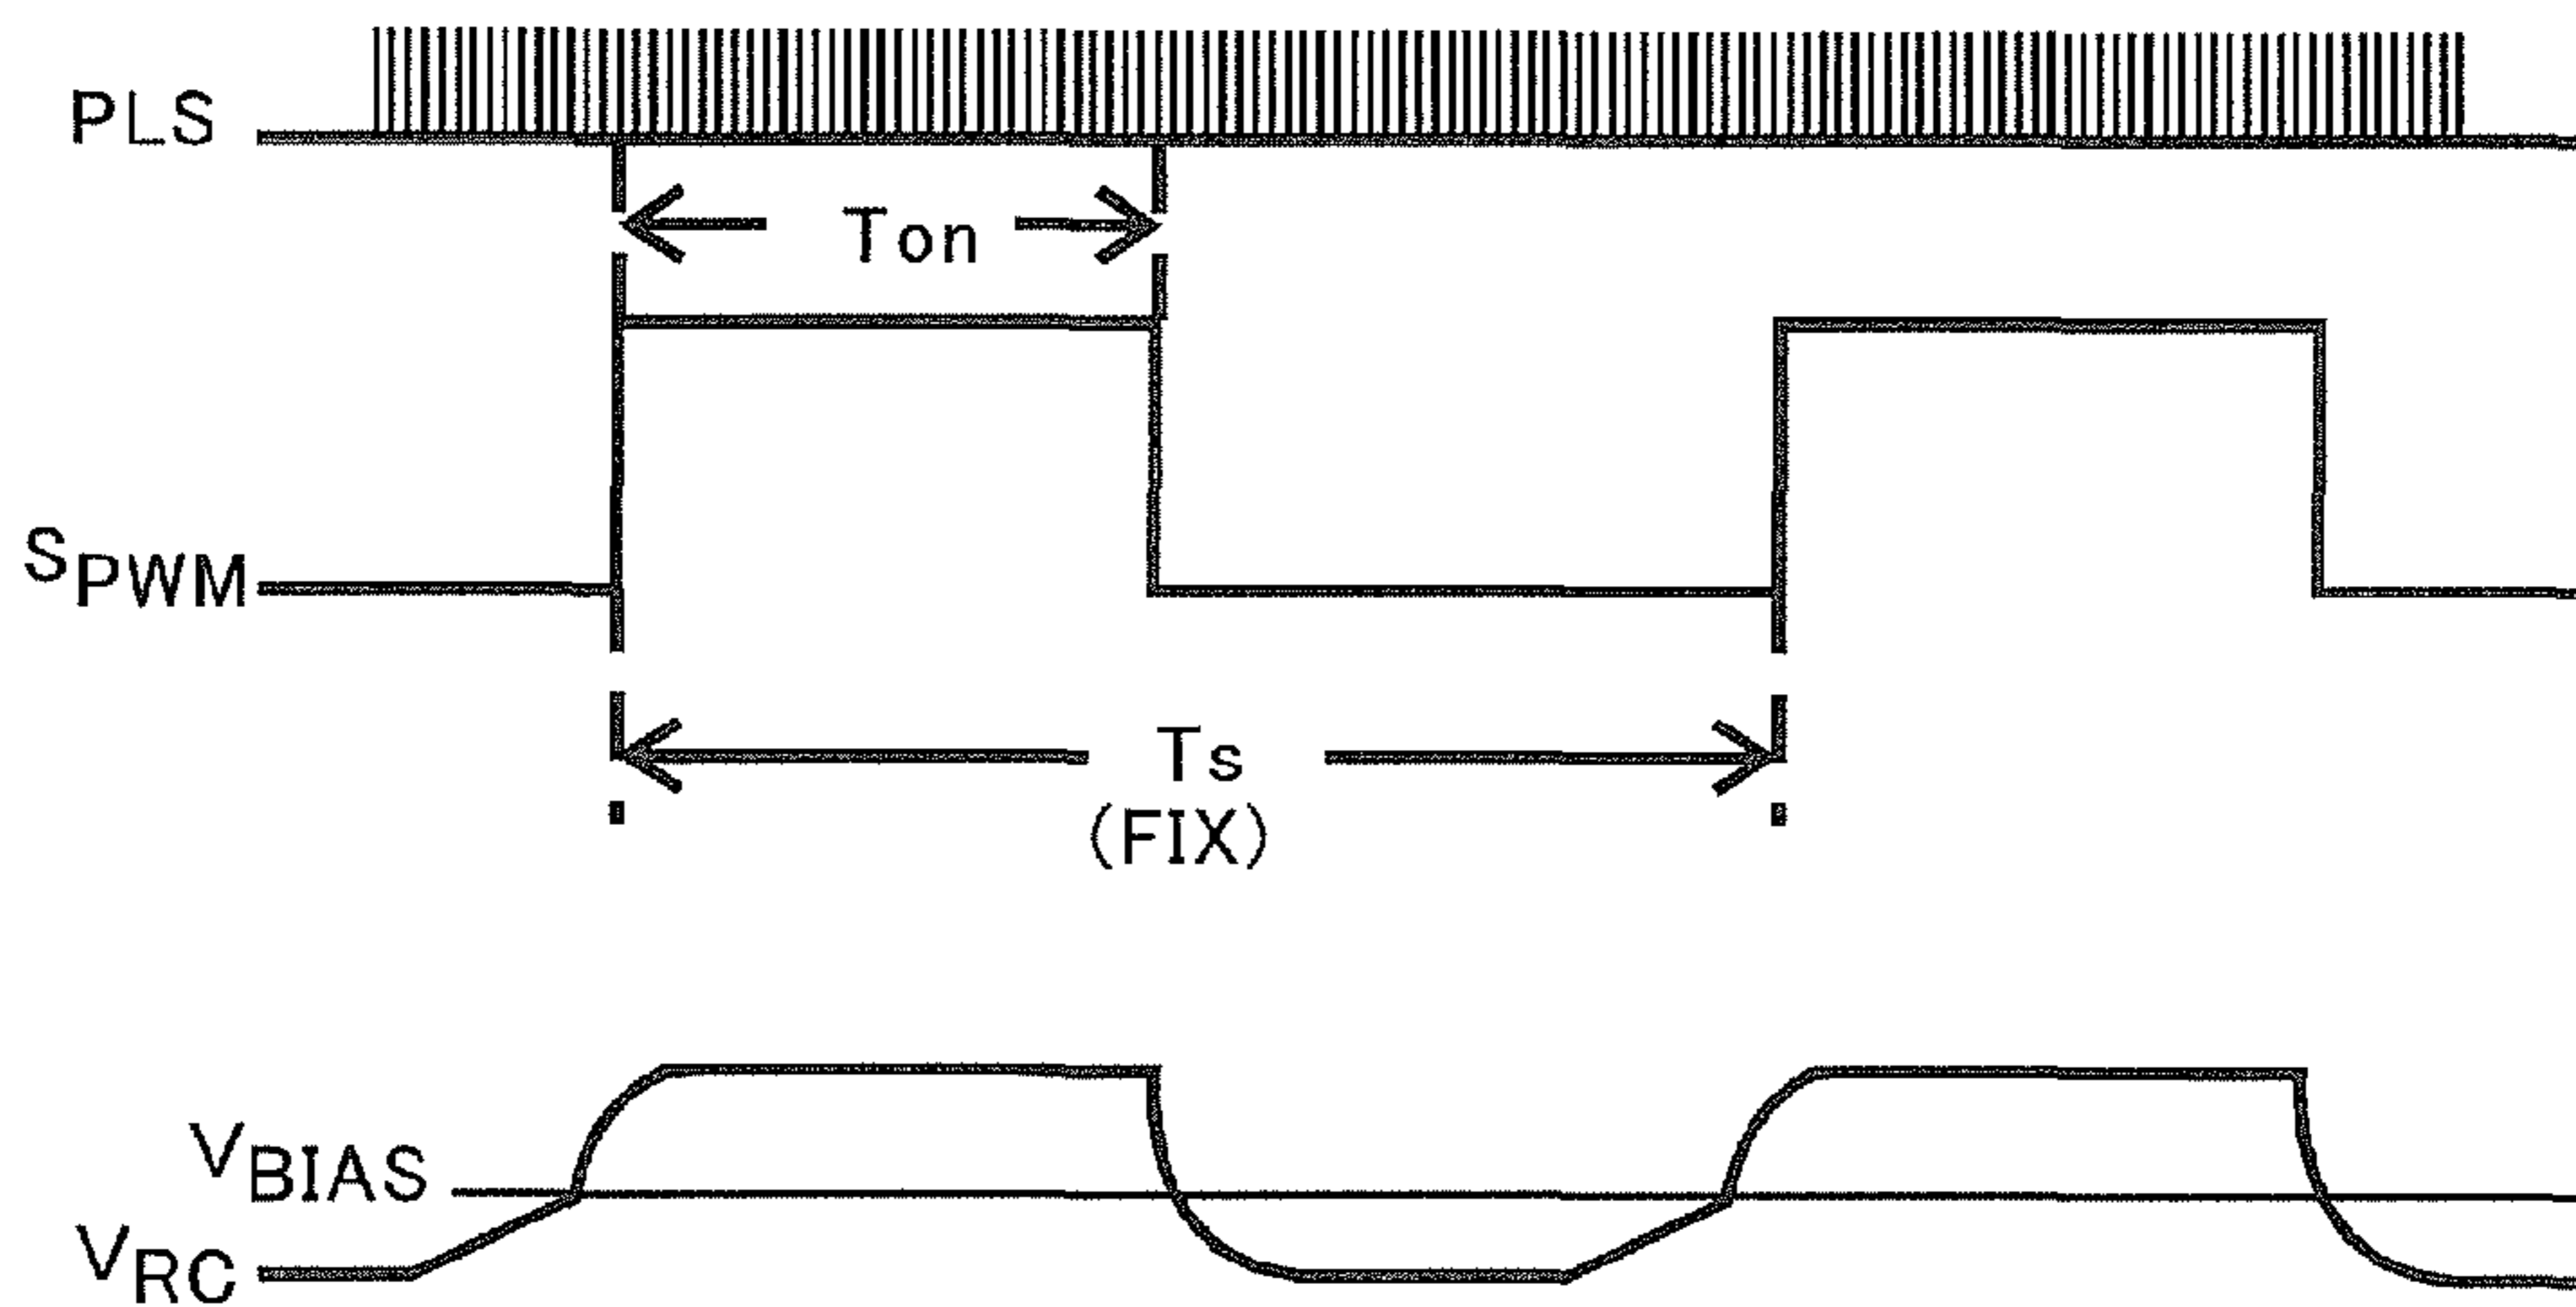 PLS
Ton
SPWM
Ts
(FIX)
VBIAS
VRC